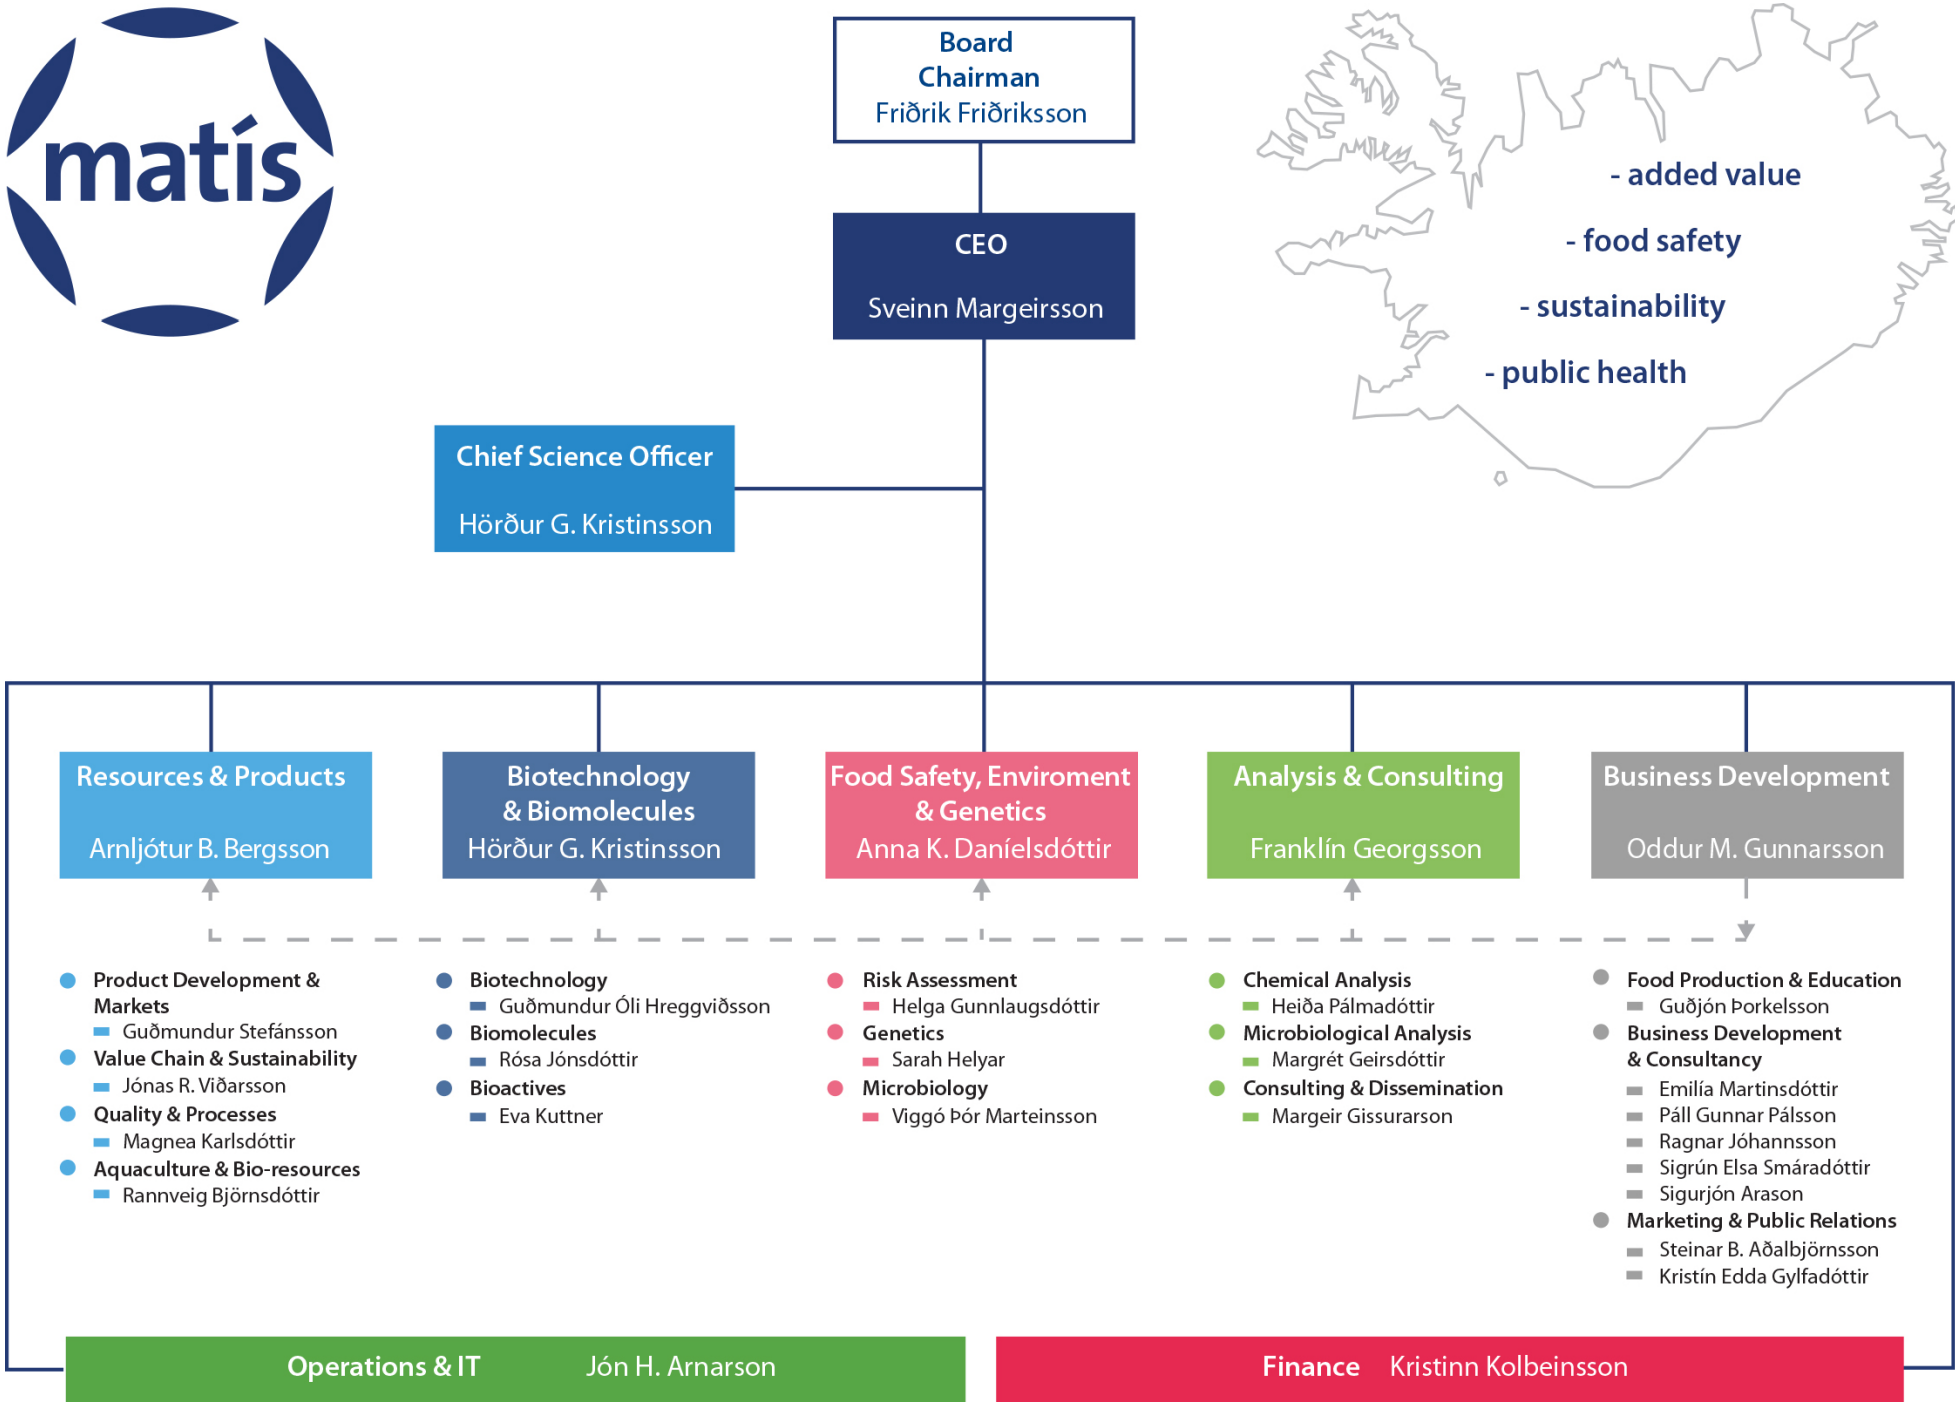 matís
Board
Chairman
Friðrik Friðriksson
- added value
- food safety
- sustainability
- public health
CEO
Sveinn Margeirsson
Chief Science Officer
Hörður G. Kristinsson
Resources & Products
Arnljótur B. Bergsson
Biotechnology
& Biomolecules
Hörður G. Kristinsson
Food Safety, Enviroment
& Genetics
Anna K. Daníelsdóttir
Analysis & Consulting
Franklín Georgsson
Business Development
Oddur M. Gunnarsson
Product Development &
Markets
Guðmundur Stefánsson
Value Chain & Sustainability
Jónas R. Viðarsson
Quality & Processes
Magnea Karlsdóttir
Aquaculture & Bio-resources
Rannveig Björnsdóttir
Biotechnology
Guðmundur Óli Hreggviðsson
Biomolecules
Rósa Jónsdóttir
Bioactives
Eva Kuttner
Risk Assessment
Helga Gunnlaugsdóttir
Genetics
Sarah Helyar
Microbiology
Viggó Þór Marteinsson
Chemical Analysis
Heiða Pálmadóttir
Microbiological Analysis
Margrét Geirsdóttir
Consulting & Dissemination
Margeir Gissurarson
Food Production & Education
Guðjón Þorkelsson
Business Development
& Consultancy
Emilía Martinsdóttir
Páll Gunnar Pálsson
Ragnar Jóhannsson
Sigrún Elsa Smáradóttir
Sigurjón Arason
Marketing & Public Relations
Steinar B. Aðalbjörnsson
Kristín Edda Gylfadóttir
Operations & IT Jón H. Arnarson
Finance Kristinn Kolbeinsson